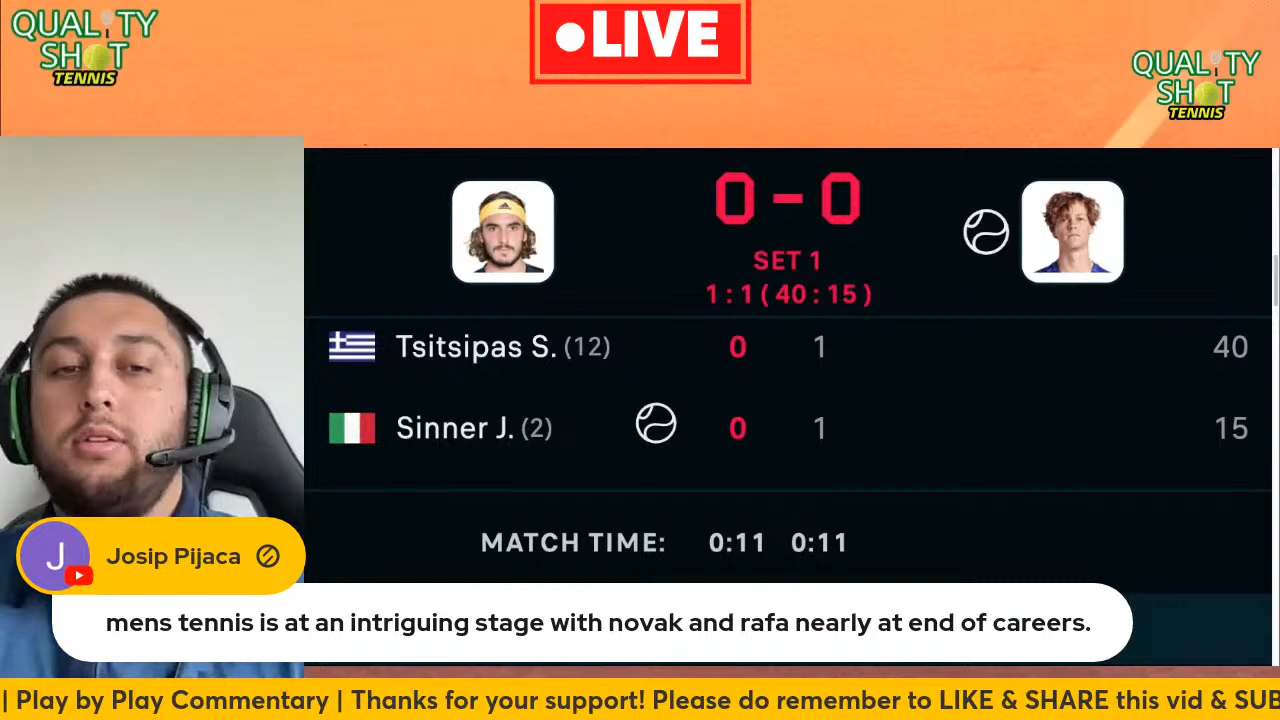 QUALITY
SHOT
TENNIS
LIVE
QUALITY
SHOT
TENNIS
0 - 0
SET 1
1 : 1 ( 40 : 15 )
Tsitsipas S. (12) 0 1 40
Sinner J. (2) 0 1 15
MATCH TIME: 0:11 0:11
J Josip Pijaca
mens tennis is at an intriguing stage with novak and rafa nearly at end of careers.
| Play by Play Commentary | Thanks for your support! Please do remember to LIKE & SHARE this vid & SUB